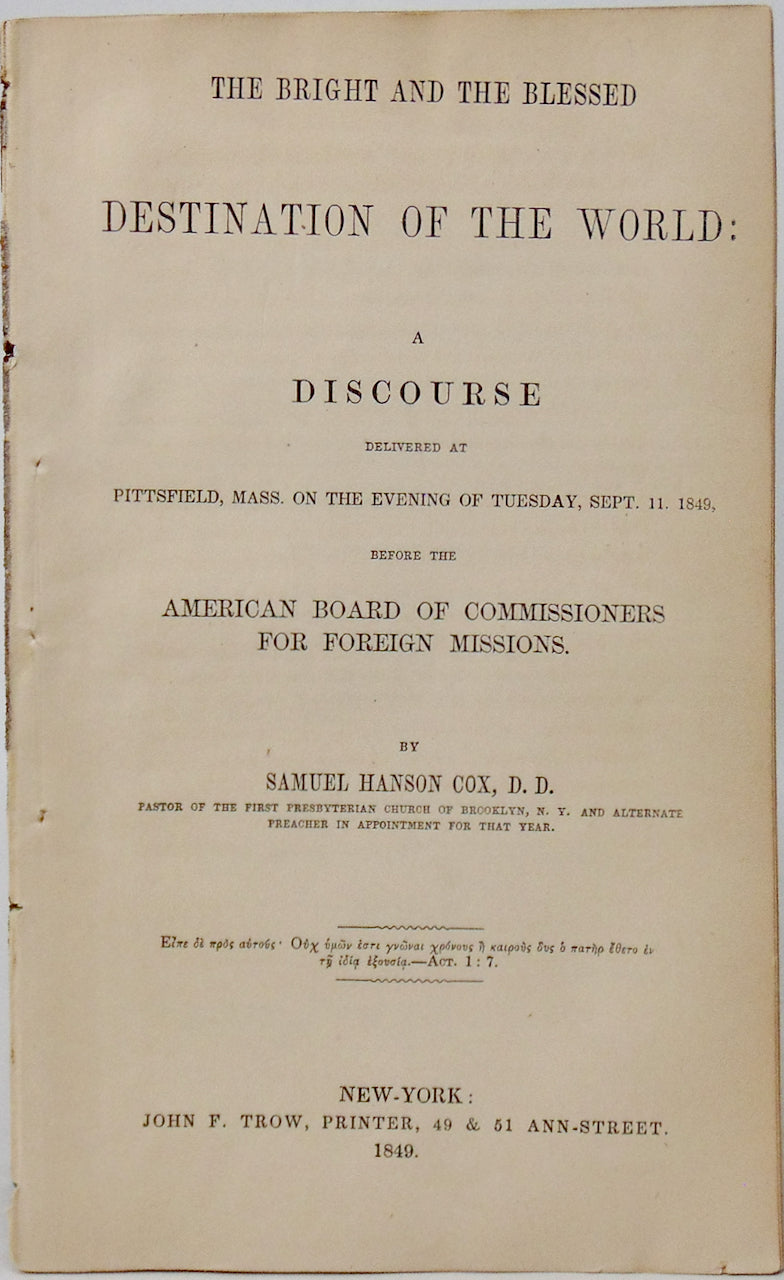 THE BRIGHT AND THE BLESSED
DESTINATION OF THE WORLD:
A
DISCOURSE
DELIVERED AT
PITTSFIELD, MASS. ON THE EVENING OF TUESDAY, SEPT. 11. 1849,
BEFORE THE
AMERICAN BOARD OF COMMISSIONERS
FOR FOREIGN MISSIONS.
BY
SAMUEL HANSON COX, D. D.
PASTOR OF THE FIRST PRESBYTERIAN CHURCH OF BROOKLYN, N. Y. AND ALTERNATE
PREACHER IN APPOINTMENT FOR THAT YEAR.
Εἶπε δὲ πρὸς αὐτούς· Οὐχ ὑμῶν ἐστι γνῶναι χρόνους ἢ καιροὺς ὃυς ὁ πατὴρ ἔθετο ἐν
τῇ ἰδίᾳ ἐξουσίᾳ.—ACT. 1 : 7.
NEW-YORK:
JOHN F. TROW, PRINTER, 49 & 51 ANN-STREET.
1849.